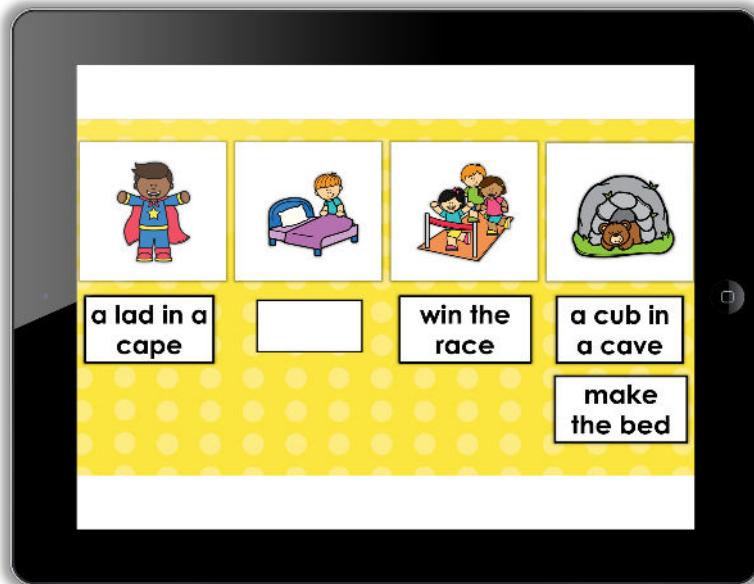 a lad in a
cape
win the
race
a cub in
a cave
make
the bed